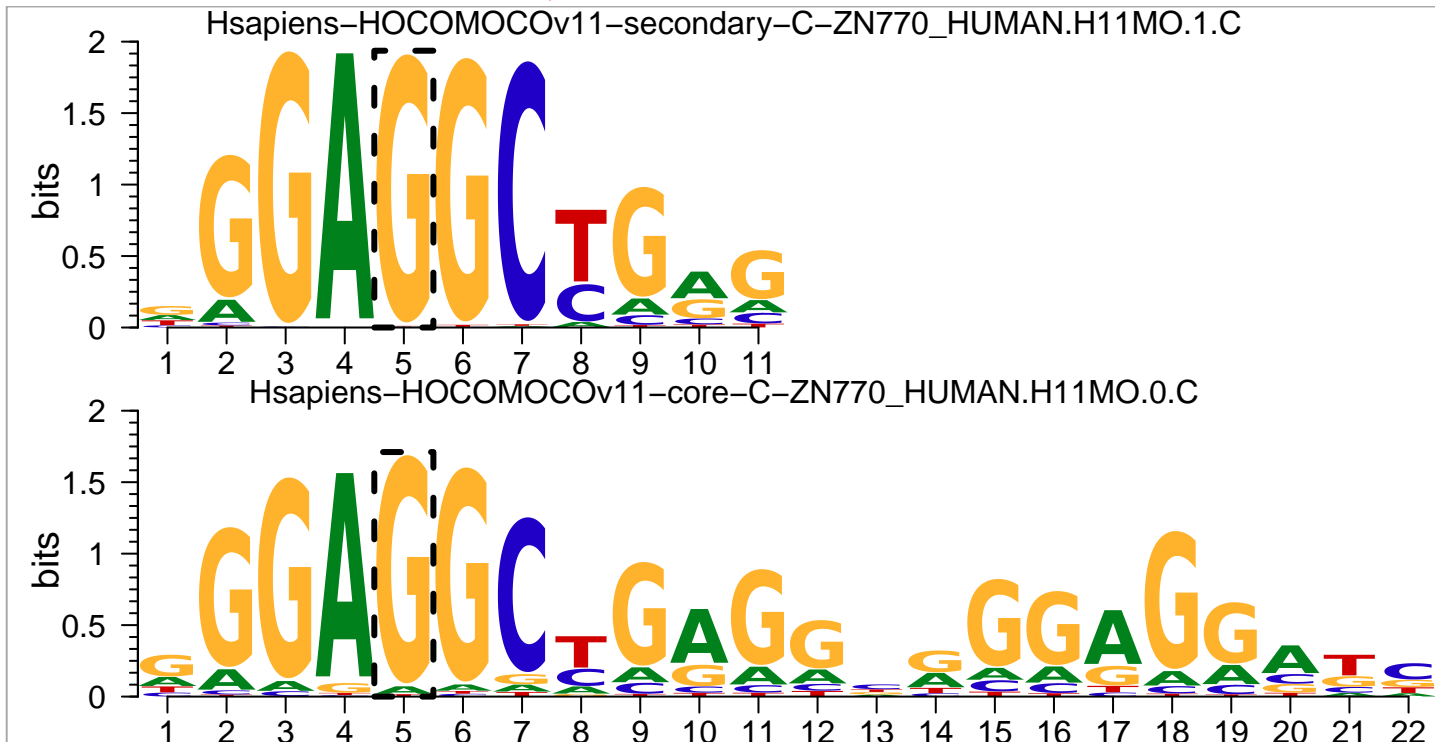 Hsapiens−HOCOMOCOv11−secondary−C−ZN770_HUMAN.H11MO.1.C
2
1.5
1
0.5
0
bits
G G G A G G C T G A G
1 2 3 4 5 6 7 8 9 10 11
Hsapiens−HOCOMOCOv11−core−C−ZN770_HUMAN.H11MO.0.C
2
1.5
1
0.5
0
bits
G G G A G G C T G A G G G G G A G G A T C
1 2 3 4 5 6 7 8 9 10 11 12 13 14 15 16 17 18 19 20 21 22